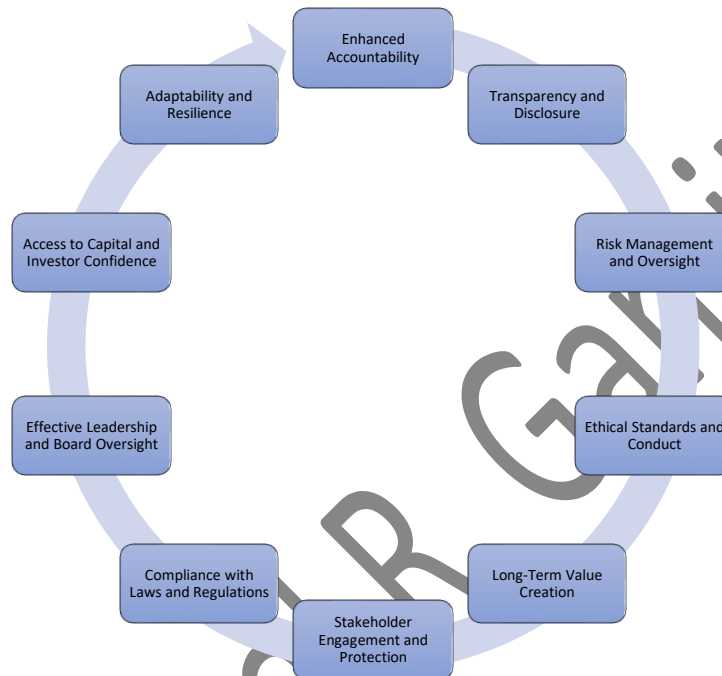 Enhanced
Accountability
Transparency and
Disclosure
Risk Management
and Oversight
Ethical Standards and
Conduct
Long-Term Value
Creation
Stakeholder
Engagement and
Protection
Compliance with
Laws and Regulations
Effective Leadership
and Board Oversight
Access to Capital and
Investor Confidence
Adaptability and
Resilience